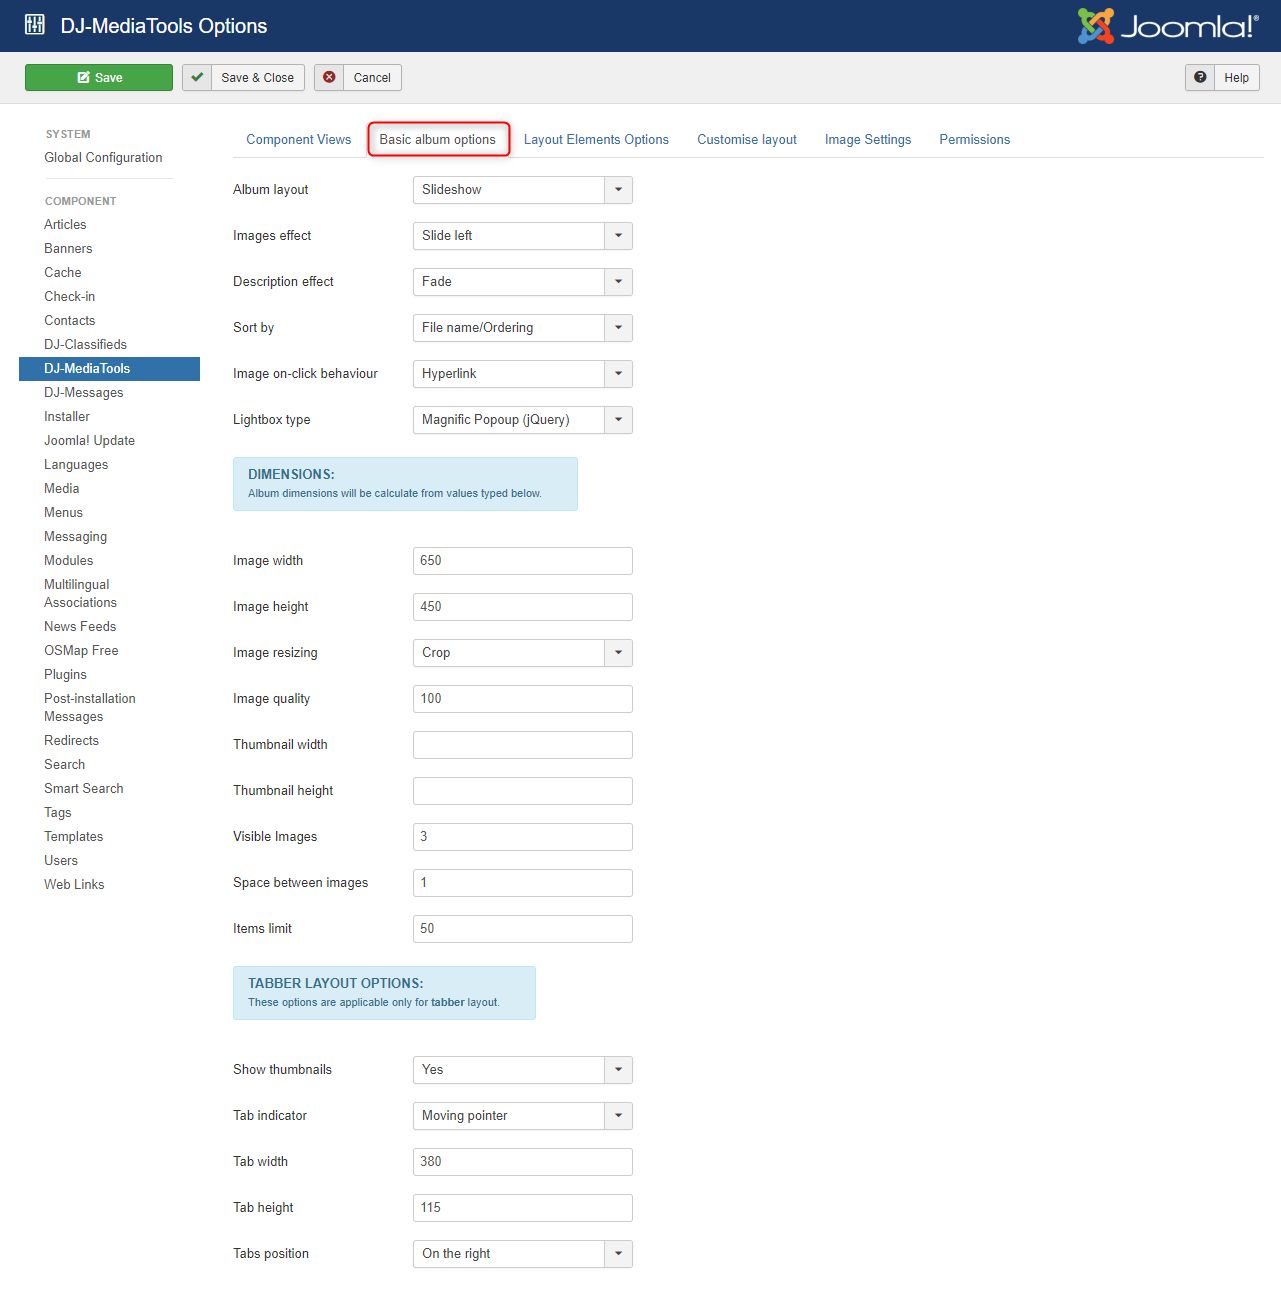 DJ-MediaTools Options
Joomla!®
Save
Save & Close
Cancel
Help
SYSTEM
Global Configuration
COMPONENT
Articles
Banners
Cache
Check-in
Contacts
DJ-Classifieds
DJ-MediaTools
DJ-Messages
Installer
Joomla! Update
Languages
Media
Menus
Messaging
Modules
Multilingual
Associations
News Feeds
OSMap Free
Plugins
Post-installation
Messages
Redirects
Search
Smart Search
Tags
Templates
Users
Web Links
Component Views
Basic album options
Layout Elements Options
Customise layout
Image Settings
Permissions
Album layout
Slideshow
Images effect
Slide left
Description effect
Fade
Sort by
File name/Ordering
Image on-click behaviour
Hyperlink
Lightbox type
Magnific Popoup (jQuery)
DIMENSIONS:
Album dimensions will be calculate from values typed below.
Image width
650
Image height
450
Image resizing
Crop
Image quality
100
Thumbnail width
Thumbnail height
Visible Images
3
Space between images
1
Items limit
50
TABBER LAYOUT OPTIONS:
These options are applicable only for tabber layout.
Show thumbnails
Yes
Tab indicator
Moving pointer
Tab width
380
Tab height
115
Tabs position
On the right